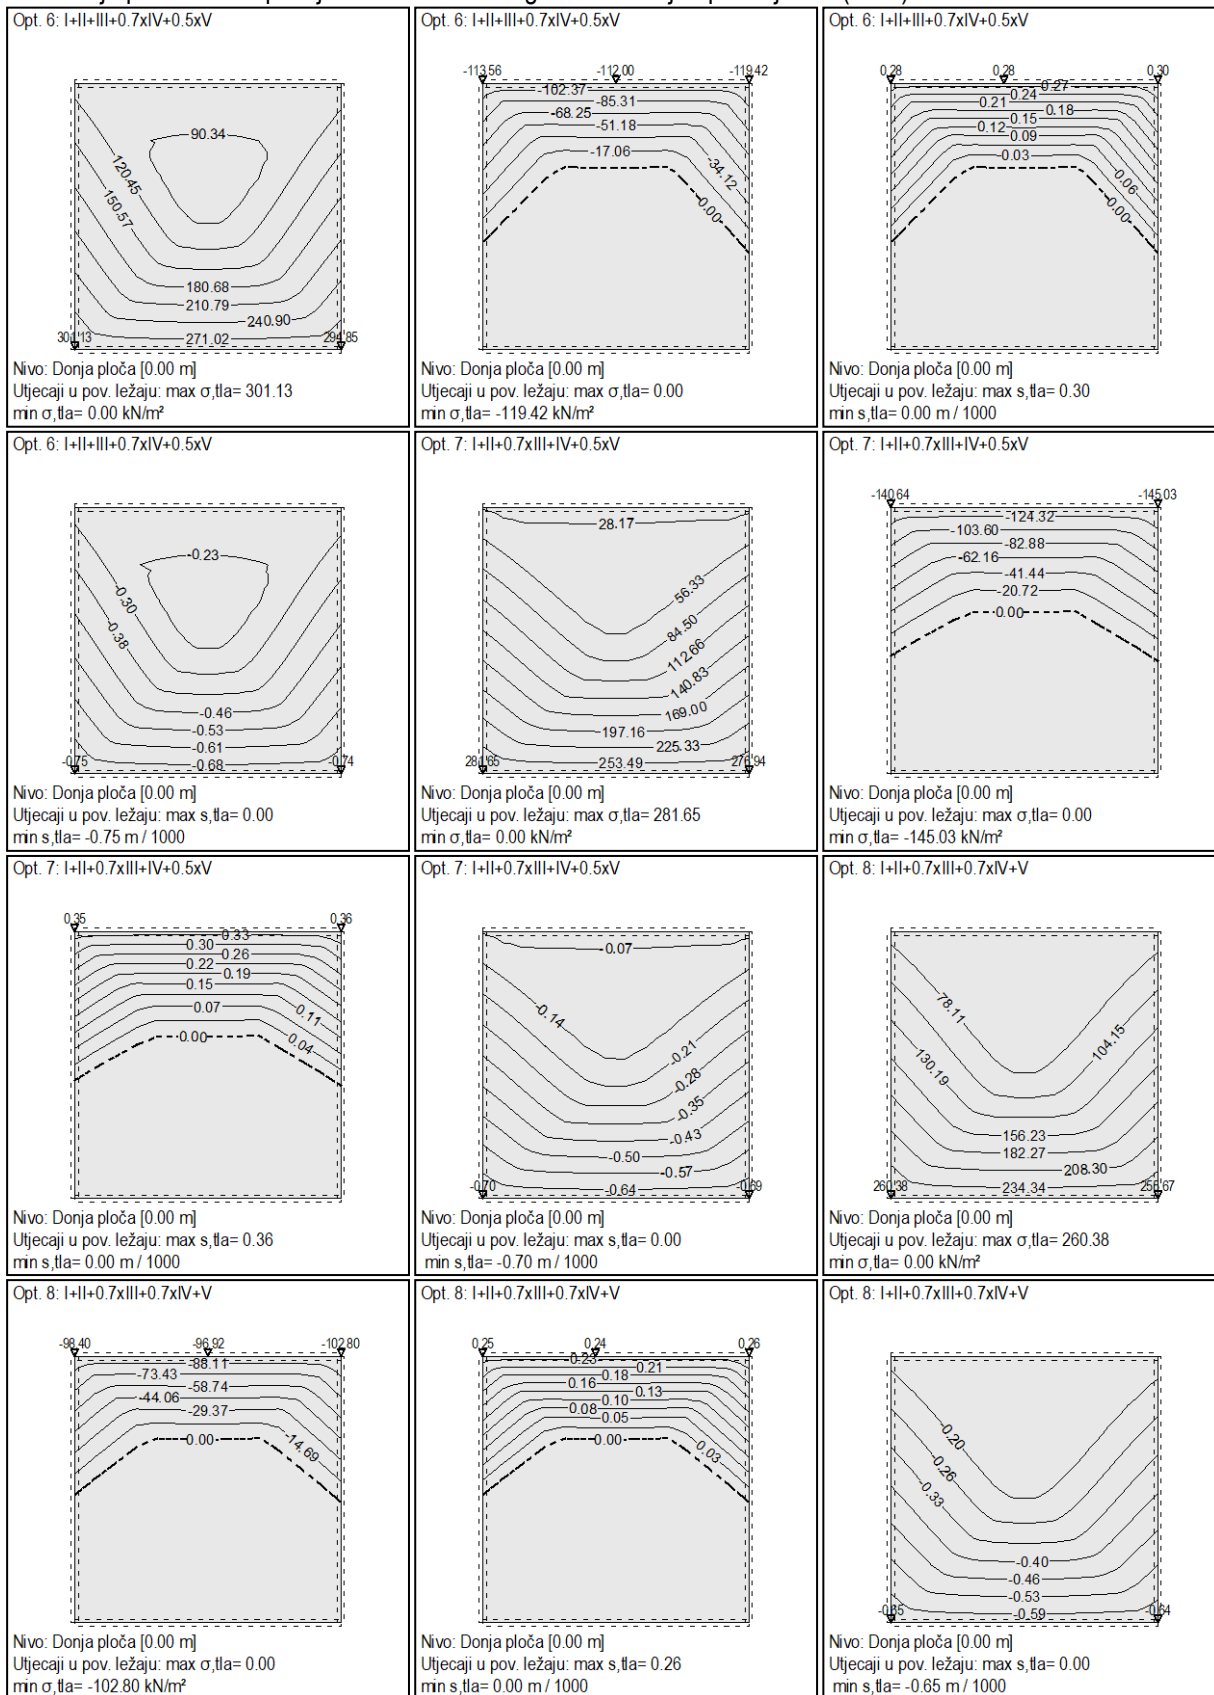 Opt. 6: I+II+III+0.7xIV+0.5xV
90.34
120.45
150.57
180.68
210.79
240.90
271.02
301.13
294.85
Nivo: Donja ploča [0.00 m]
Utjecaji u pov. ležaju: max σ,tla= 301.13
min σ,tla= 0.00 kN/m²
Opt. 6: I+II+III+0.7xIV+0.5xV
-113.56
-112.00
-119.42
-102.37
-85.31
-68.25
-51.18
-17.06
-34.12
0.00
Nivo: Donja ploča [0.00 m]
Utjecaji u pov. ležaju: max σ,tla= 0.00
min σ,tla= -119.42 kN/m²
Opt. 6: I+II+III+0.7xIV+0.5xV
0.28
0.28
0.30
0.27
0.24
0.21
0.18
0.15
0.12
0.09
0.03
0.06
0.00
Nivo: Donja ploča [0.00 m]
Utjecaji u pov. ležaju: max s,tla= 0.30
min s,tla= 0.00 m / 1000
Opt. 6: I+II+III+0.7xIV+0.5xV
-0.23
-0.30
-0.38
-0.46
-0.53
-0.61
-0.68
-0.75
-0.74
Nivo: Donja ploča [0.00 m]
Utjecaji u pov. ležaju: max s,tla= 0.00
min s,tla= -0.75 m / 1000
Opt. 7: I+II+0.7xIII+IV+0.5xV
28.17
56.33
84.50
112.66
140.83
169.00
197.16
225.33
253.49
281.65
276.94
Nivo: Donja ploča [0.00 m]
Utjecaji u pov. ležaju: max σ,tla= 281.65
min σ,tla= 0.00 kN/m²
Opt. 7: I+II+0.7xIII+IV+0.5xV
-140.64
-145.03
-124.32
-103.60
-82.88
-62.16
-41.44
-20.72
0.00
Nivo: Donja ploča [0.00 m]
Utjecaji u pov. ležaju: max σ,tla= 0.00
min σ,tla= -145.03 kN/m²
Opt. 7: I+II+0.7xIII+IV+0.5xV
0.35
0.36
0.33
0.30
0.26
0.22
0.19
0.15
0.07
0.11
0.00
0.04
Nivo: Donja ploča [0.00 m]
Utjecaji u pov. ležaju: max s,tla= 0.36
min s,tla= 0.00 m / 1000
Opt. 7: I+II+0.7xIII+IV+0.5xV
-0.07
-0.14
-0.21
-0.28
-0.35
-0.43
-0.50
-0.57
-0.64
-0.70
-0.69
Nivo: Donja ploča [0.00 m]
Utjecaji u pov. ležaju: max s,tla= 0.00
min s,tla= -0.70 m / 1000
Opt. 8: I+II+0.7xIII+0.7xIV+V
78.11
104.15
130.19
156.23
182.27
208.30
234.34
260.38
255.67
Nivo: Donja ploča [0.00 m]
Utjecaji u pov. ležaju: max σ,tla= 260.38
min σ,tla= 0.00 kN/m²
Opt. 8: I+II+0.7xIII+0.7xIV+V
-98.40
-96.92
-102.80
-88.11
-73.43
-58.74
-44.06
-29.37
0.00
-14.69
Nivo: Donja ploča [0.00 m]
Utjecaji u pov. ležaju: max σ,tla= 0.00
min σ,tla= -102.80 kN/m²
Opt. 8: I+II+0.7xIII+0.7xIV+V
0.25
0.24
0.26
0.23
0.21
0.18
0.16
0.13
0.10
0.08
0.05
0.00
0.03
Nivo: Donja ploča [0.00 m]
Utjecaji u pov. ležaju: max s,tla= 0.26
min s,tla= 0.00 m / 1000
Opt. 8: I+II+0.7xIII+0.7xIV+V
-0.20
-0.26
-0.33
-0.40
-0.46
-0.53
-0.59
-0.65
-0.64
Nivo: Donja ploča [0.00 m]
Utjecaji u pov. ležaju: max s,tla= 0.00
min s,tla= -0.65 m / 1000